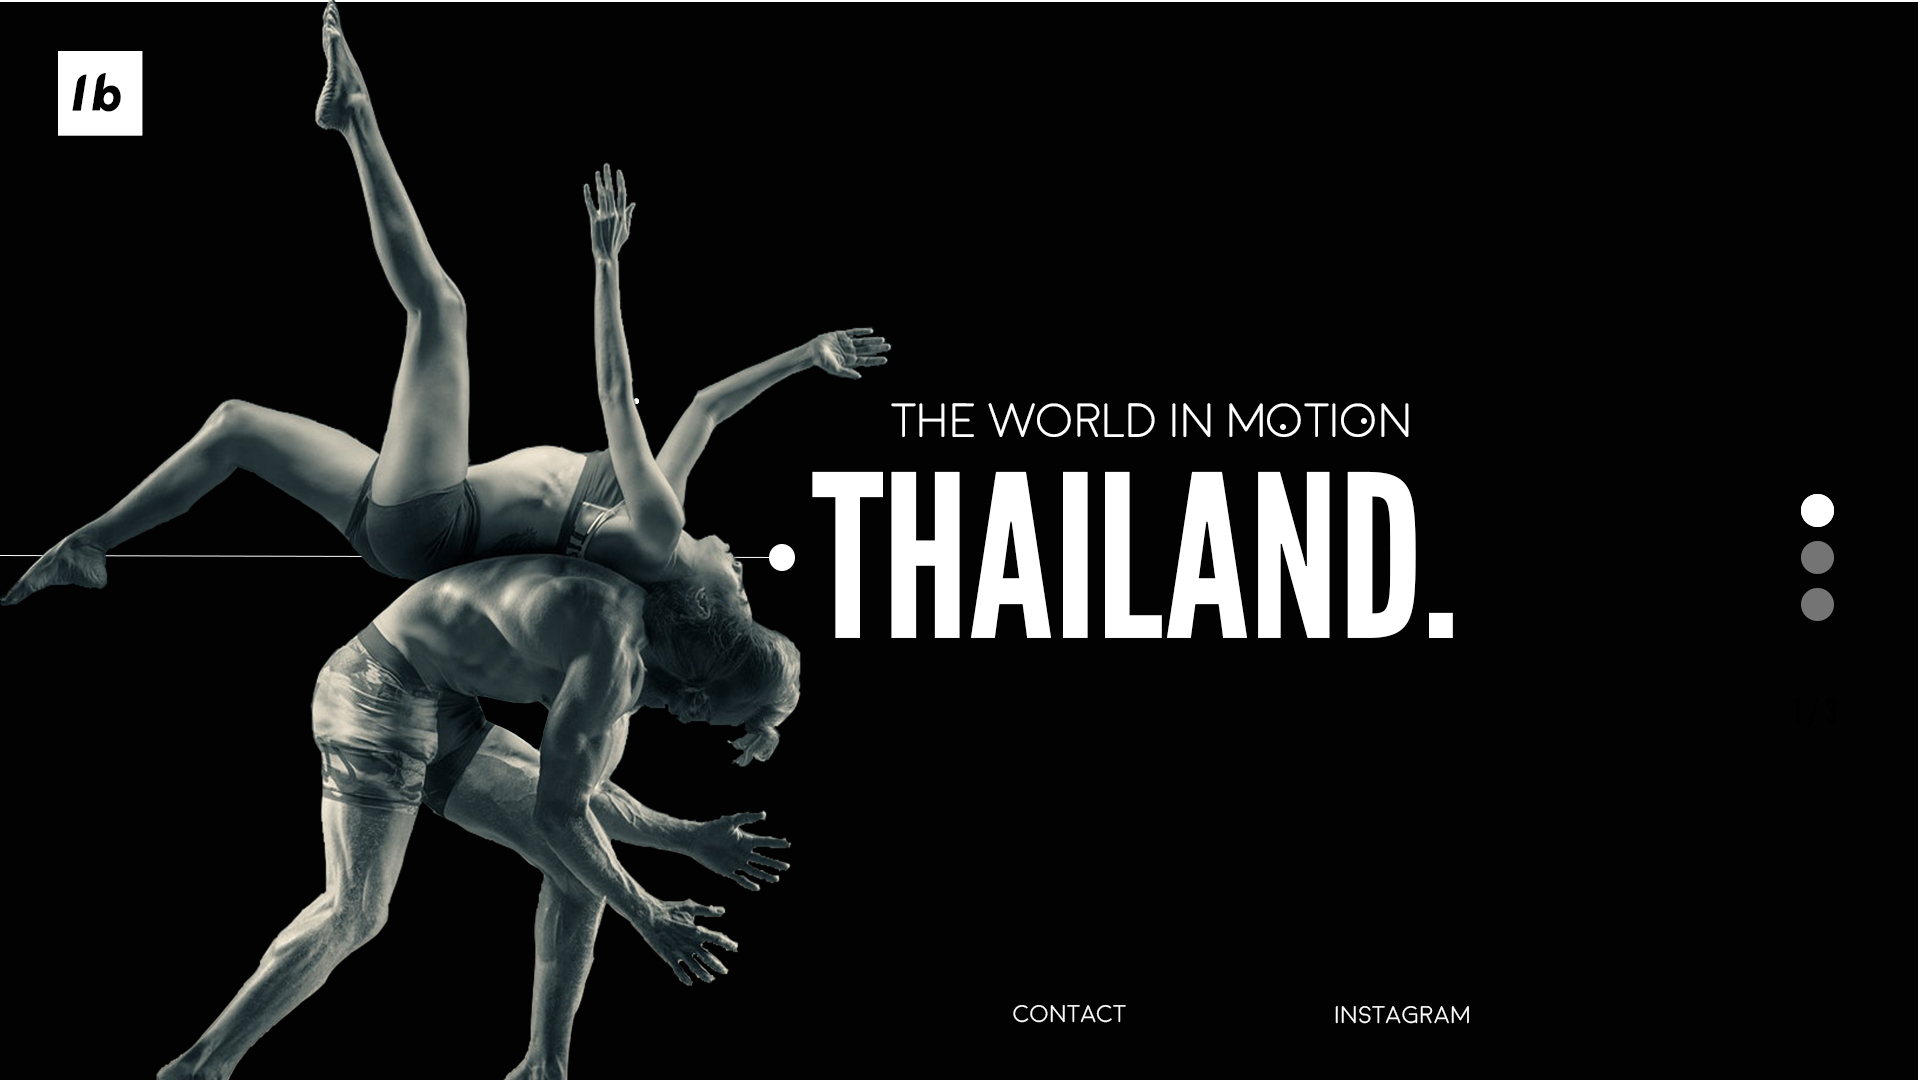 lb
THE WORLD IN MOTION
THAILAND.
CONTACT
INSTAGRAM